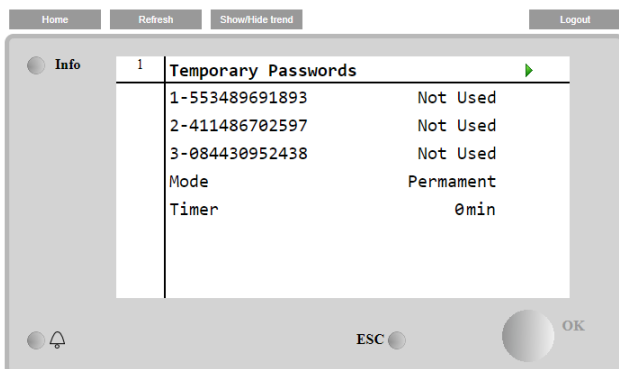 Home Refresh Show/Hide trend Logout
Info 1 Temporary Passwords
1-553489691893 Not Used
2-411486702597 Not Used
3-084430952438 Not Used
Mode Permament
Timer 0min
ESC OK